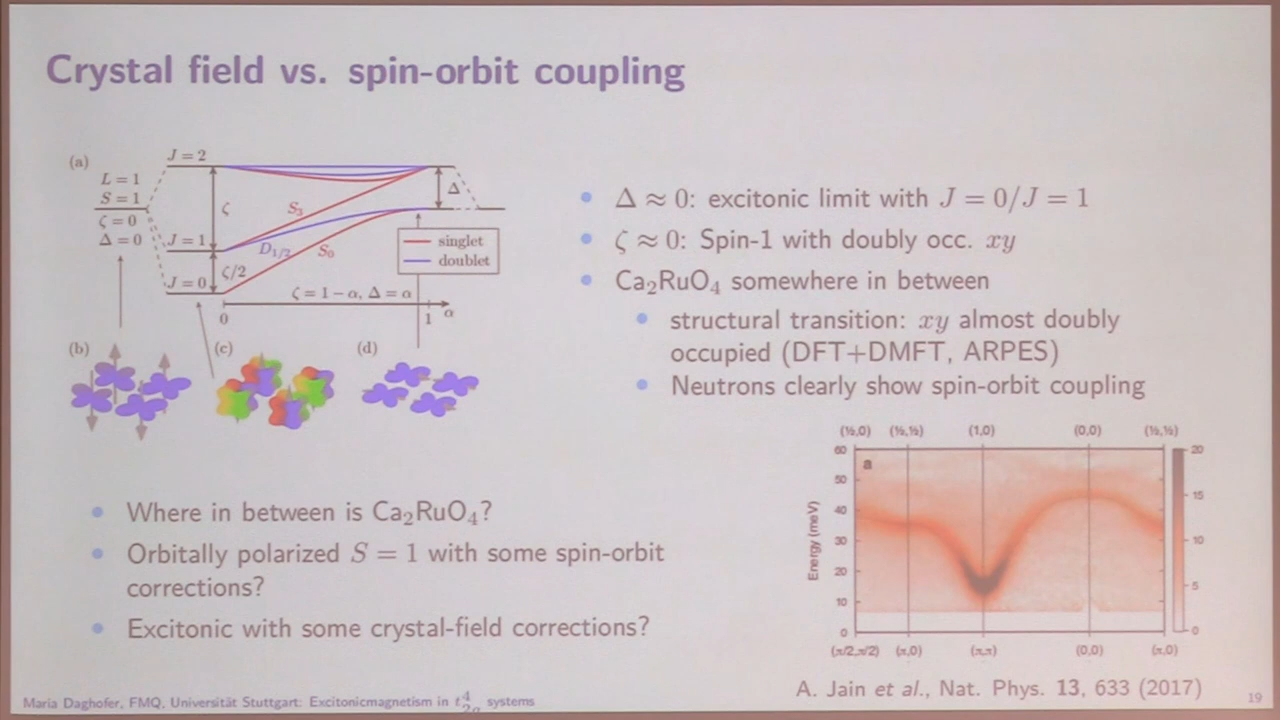 Crystal field vs. spin-orbit coupling
(a)
L = 1
S = 1
ζ = 0
Δ = 0
J = 2
J = 1
J = 0
ζ
ζ/2
S₃
D₁/₂
S₀
Δ
singlet
doublet
ζ = 1 − α, Δ = α
0
1
α
(b)
(c)
(d)
• Δ ≈ 0: excitonic limit with J = 0/J = 1
• ζ ≈ 0: Spin-1 with doubly occ. xy
• Ca₂RuO₄ somewhere in between
• structural transition: xy almost doubly
occupied (DFT+DMFT, ARPES)
• Neutrons clearly show spin-orbit coupling
• Where in between is Ca₂RuO₄?
• Orbitally polarized S = 1 with some spin-orbit
corrections?
• Excitonic with some crystal-field corrections?
(½,0) (½,½) (1,0) (0,0) (½,½)
a
Energy (meV)
60
50
40
30
20
10
0
20
15
10
5
0
(π/2,π/2) (π,0) (π,π) (0,0) (π,0)
A. Jain et al., Nat. Phys. 13, 633 (2017)
Maria Daghofer, FMQ, Universität Stuttgart: Excitonicmagnetism in t⁴₂g systems
19